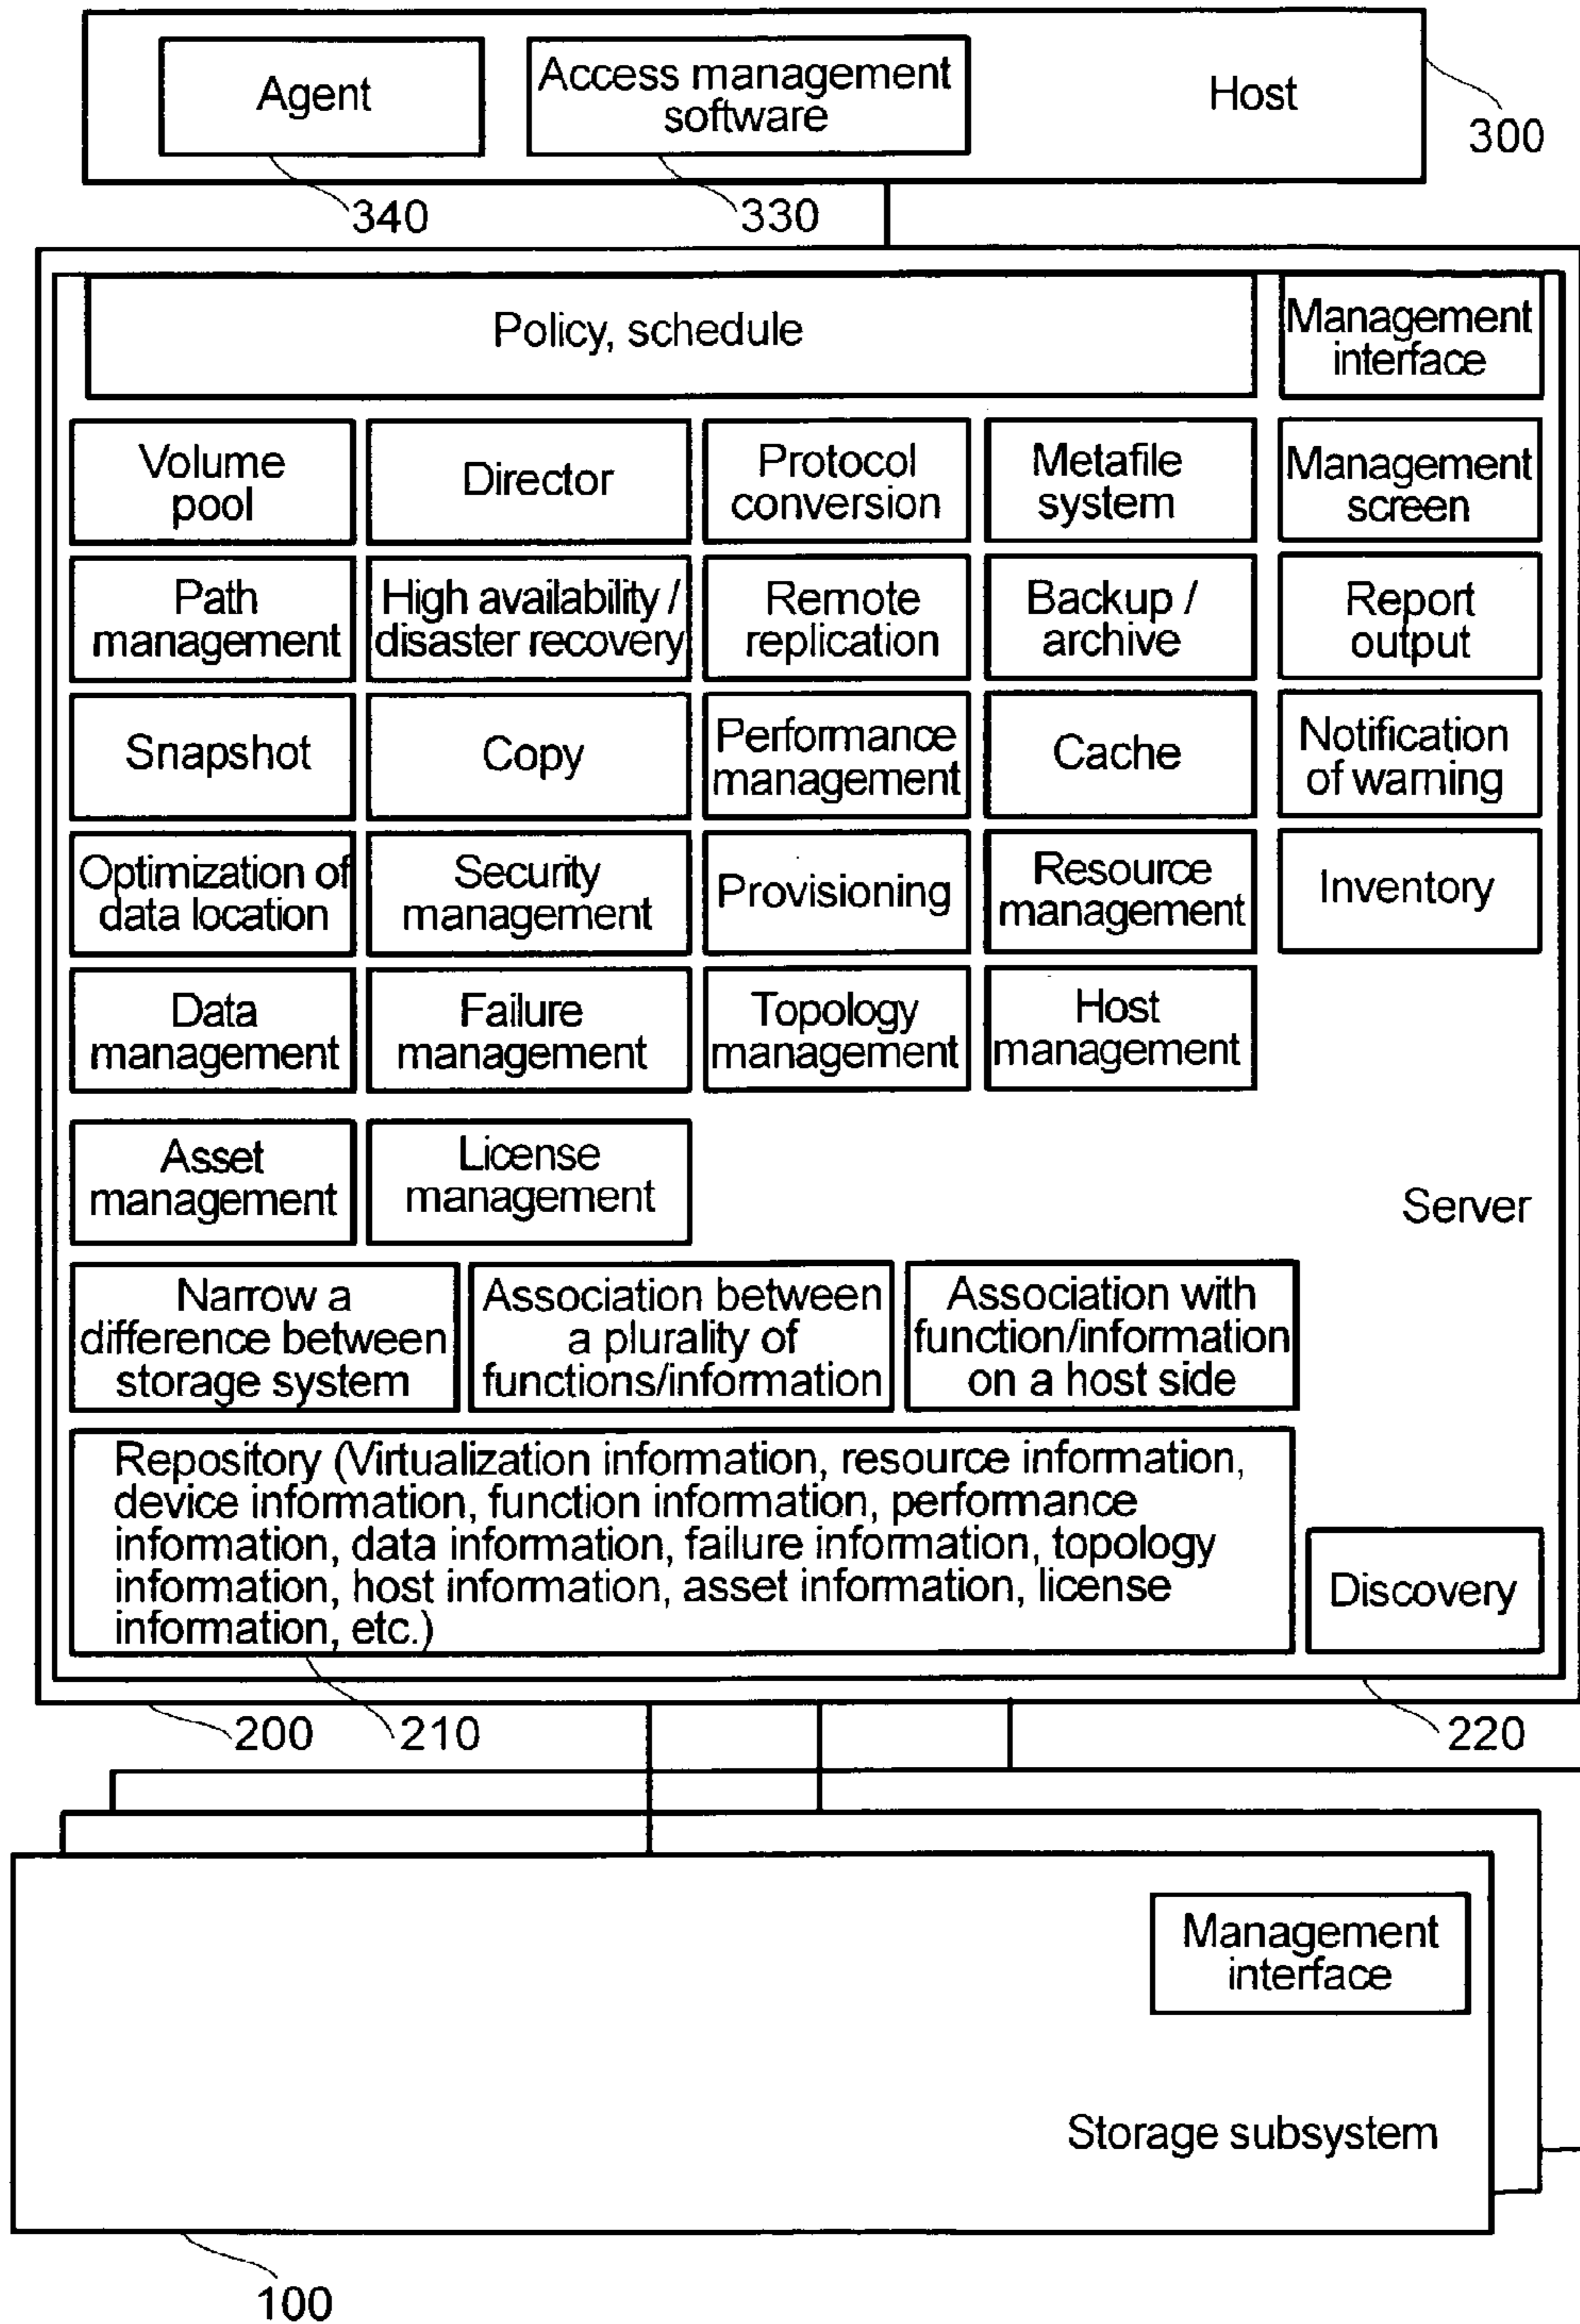 Agent
Access management
software
Host
300
340
330
Policy, schedule
Management
interface
Volume
pool
Director
Protocol
conversion
Metafile
system
Management
screen
Path
management
High availability /
disaster recovery
Remote
replication
Backup /
archive
Report
output
Snapshot
Copy
Performance
management
Cache
Notification
of warning
Optimization of
data location
Security
management
Provisioning
Resource
management
Inventory
Data
management
Failure
management
Topology
management
Host
management
Asset
management
License
management
Server
Narrow a
difference between
storage system
Association between
a plurality of
functions/information
Association with
function/information
on a host side
Repository (Virtualization information, resource information,
device information, function information, performance
information, data information, failure information, topology
information, host information, asset information, license
information, etc.)
Discovery
200
210
220
Management
interface
Storage subsystem
100